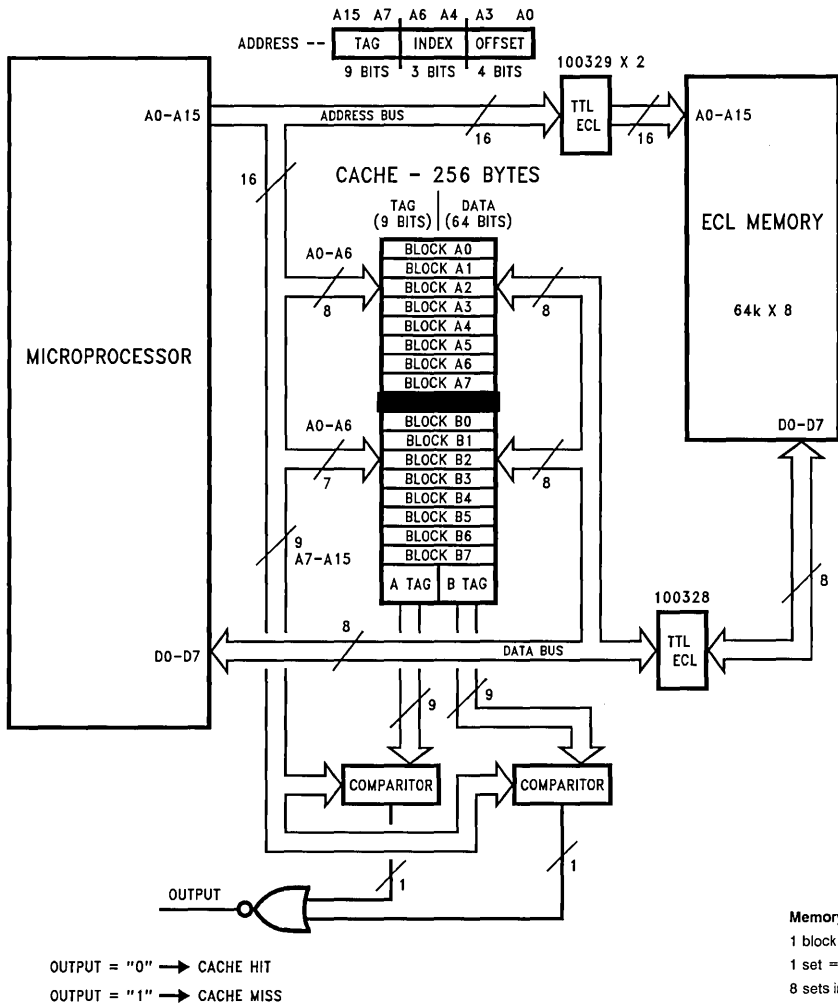 A15 A7 A6 A4 A3 A0
ADDRESS -- TAG INDEX OFFSET
9 BITS 3 BITS 4 BITS
100329 X 2
TTL
ECL
A0-A15
ADDRESS BUS
16
16
A0-A15
16
CACHE - 256 BYTES
TAG
(9 BITS)
DATA
(64 BITS)
ECL MEMORY
64k X 8
D0-D7
MICROPROCESSOR
A0-A6
8
BLOCK A0
BLOCK A1
BLOCK A2
BLOCK A3
BLOCK A4
BLOCK A5
BLOCK A6
BLOCK A7
8
A0-A6
7
BLOCK B0
BLOCK B1
BLOCK B2
BLOCK B3
BLOCK B4
BLOCK B5
BLOCK B6
BLOCK B7
8
9
A7-A15
A TAG B TAG
8
100328
TTL
ECL
D0-D7
8
DATA BUS
9
9
COMPARITOR
COMPARITOR
1
1
OUTPUT
OUTPUT = "0" → CACHE HIT
OUTPUT = "1" → CACHE MISS
Memory
1 block
1 set =
8 sets